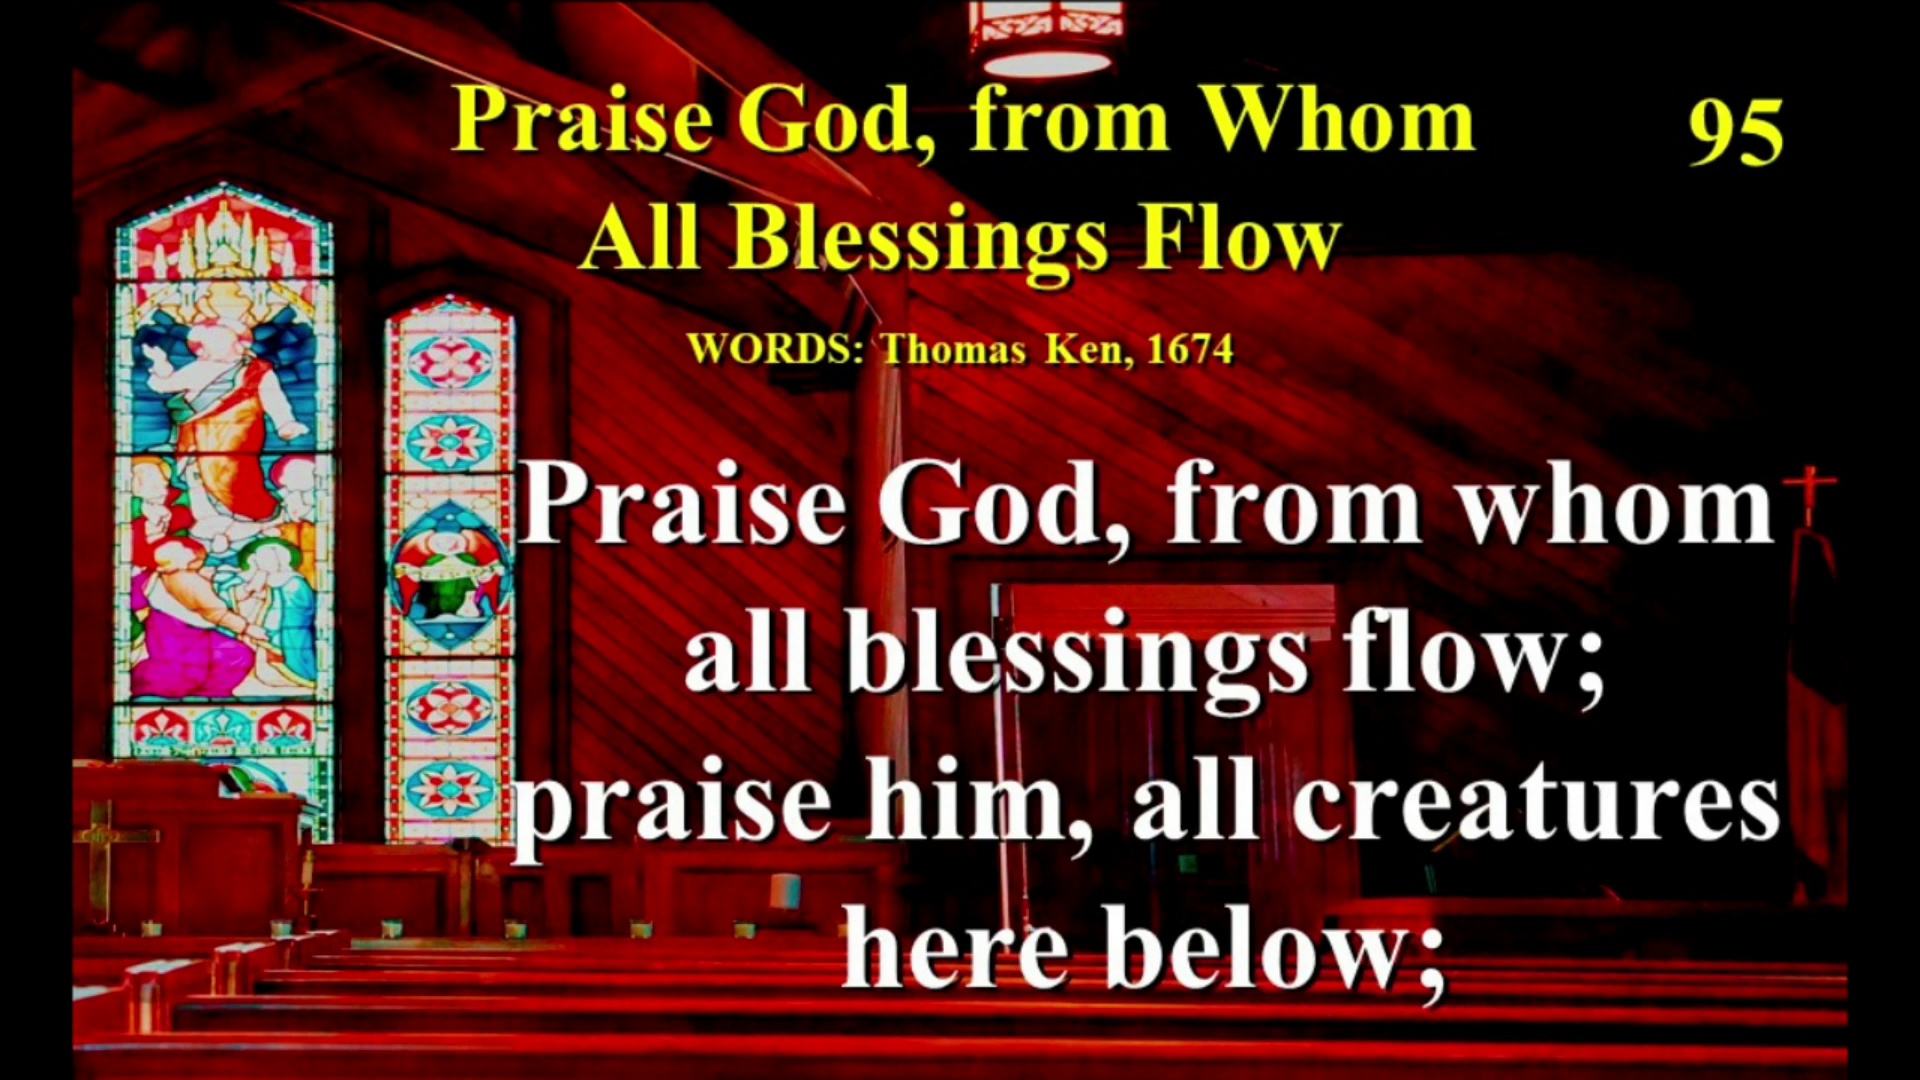 Praise God, from Whom
95
All Blessings Flow
WORDS: Thomas Ken, 1674
Praise God, from whom
all blessings flow;
praise him, all creatures
here below;